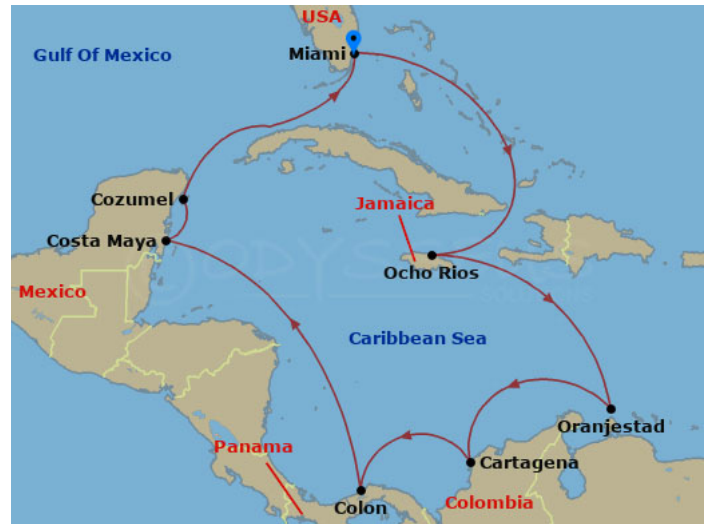 USA
Gulf Of Mexico
Miami
Cozumel
Jamaica
Costa Maya
Ocho Rios
Mexico
Caribbean Sea
Oranjestad
Panama
Cartagena
Colon
Colombia